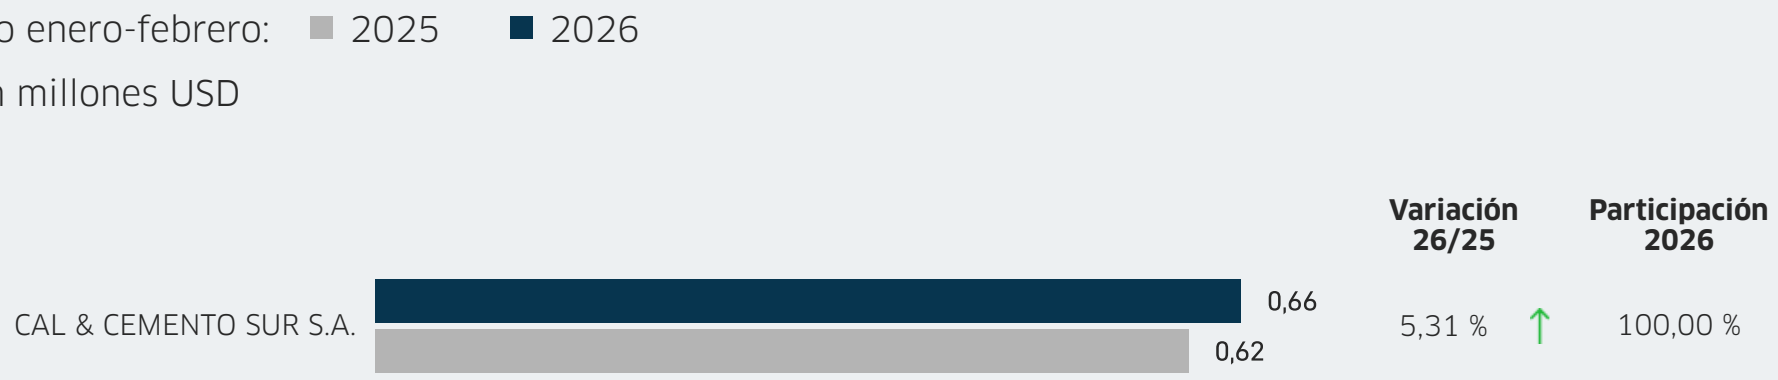 o enero-febrero: 2025 2026
n millones USD
Variación 26/25
Participación 2026
CAL & CEMENTO SUR S.A.
0,66
0,62
5,31 %
100,00 %